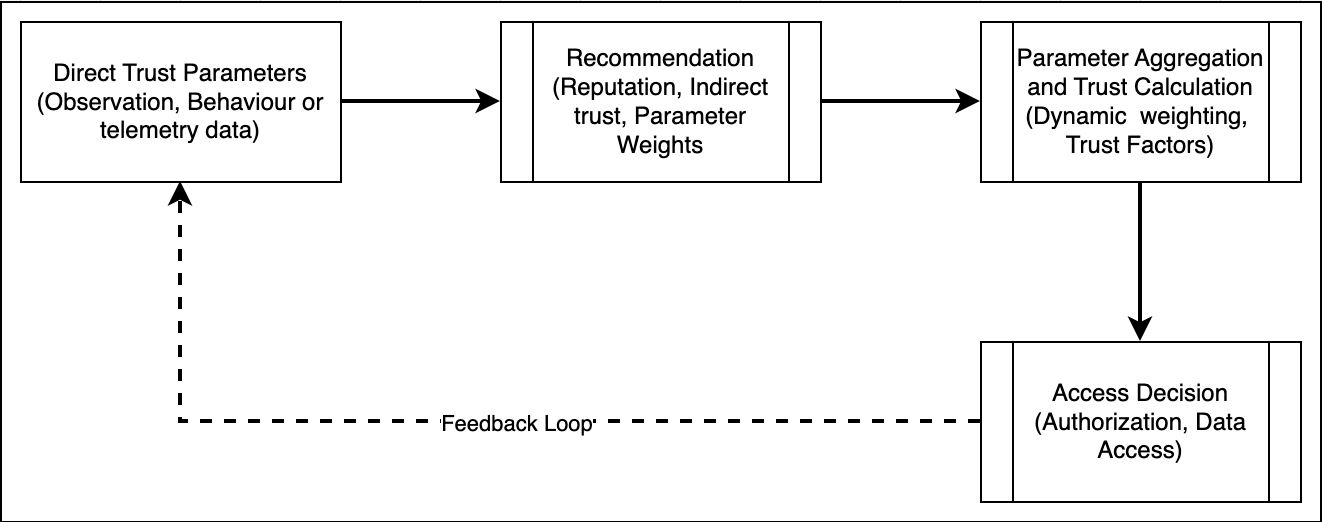 Direct Trust Parameters
(Observation, Behaviour or
telemetry data)
Recommendation
(Reputation, Indirect
trust, Parameter
Weights
Parameter Aggregation
and Trust Calculation
(Dynamic weighting,
Trust Factors)
Access Decision
(Authorization, Data
Access)
Feedback Loop